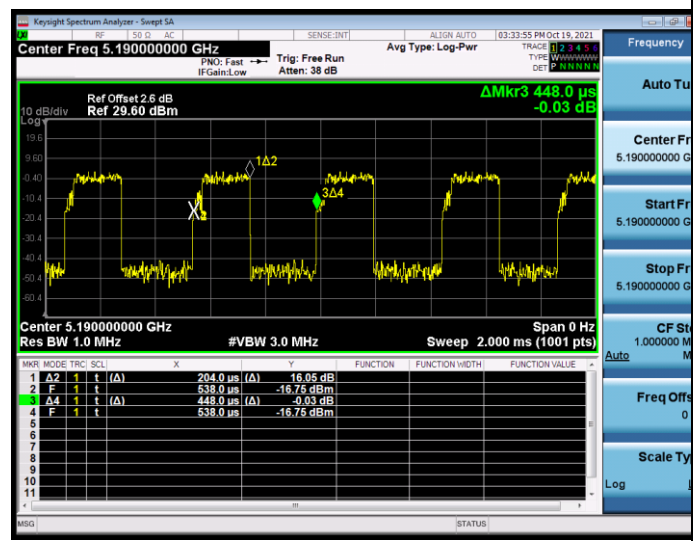 Keysight Spectrum Analyzer - Swept SA
RF 50 Ω AC SENSE:INT ALIGN AUTO 03:33:55 PM Oct 19, 2021
Center Freq 5.190000000 GHz
PNO: Fast Trig: Free Run
IFGain:Low Atten: 38 dB
Avg Type: Log-Pwr
TRACE 1 2 3 4 5 6
TYPE WWWWWW
DET P N N N N N
Ref Offset 2.6 dB
10 dB/div Ref 29.60 dBm
Log
ΔMkr3 448.0 µs
-0.03 dB
19.6
9.60
-0.40
-10.4
-20.4
-30.4
-40.4
-50.4
-60.4
1Δ2
3Δ4
X
Center 5.190000000 GHz Span 0 Hz
Res BW 1.0 MHz #VBW 3.0 MHz Sweep 2.000 ms (1001 pts)
MKR MODE TRC SCL X Y FUNCTION FUNCTION WIDTH FUNCTION VALUE
1 Δ2 1 t (Δ) 204.0 µs (Δ) 16.05 dB
2 F 1 t 538.0 µs -16.75 dBm
3 Δ4 1 t (Δ) 448.0 µs (Δ) -0.03 dB
4 F 1 t 538.0 µs -16.75 dBm
5
6
7
8
9
10
11
MSG STATUS
Frequency
Auto Tu
Center Fr
5.190000000 G
Start Fr
5.190000000 G
Stop Fr
5.190000000 G
CF Ste
1.000000 M
Auto M
Freq Offs
0
Scale Ty
Log